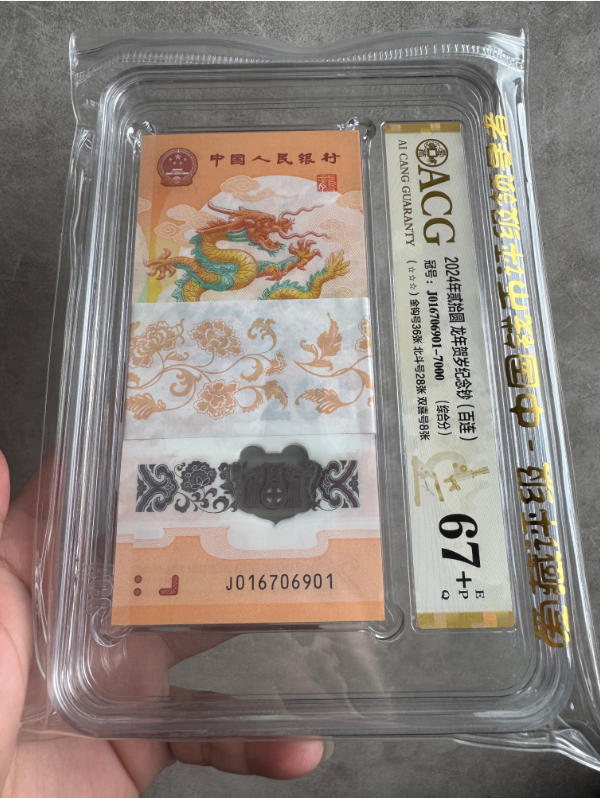 中国人民银行
J016706901
ACG
AI CANG GUARANTY
2024年贰拾圆 龙年贺岁纪念钞（百连）
冠号：J016706901-7000 （综合分）
（☆☆☆）金钩号36张 北斗号28张 双喜号8张
67+
E
P
Q